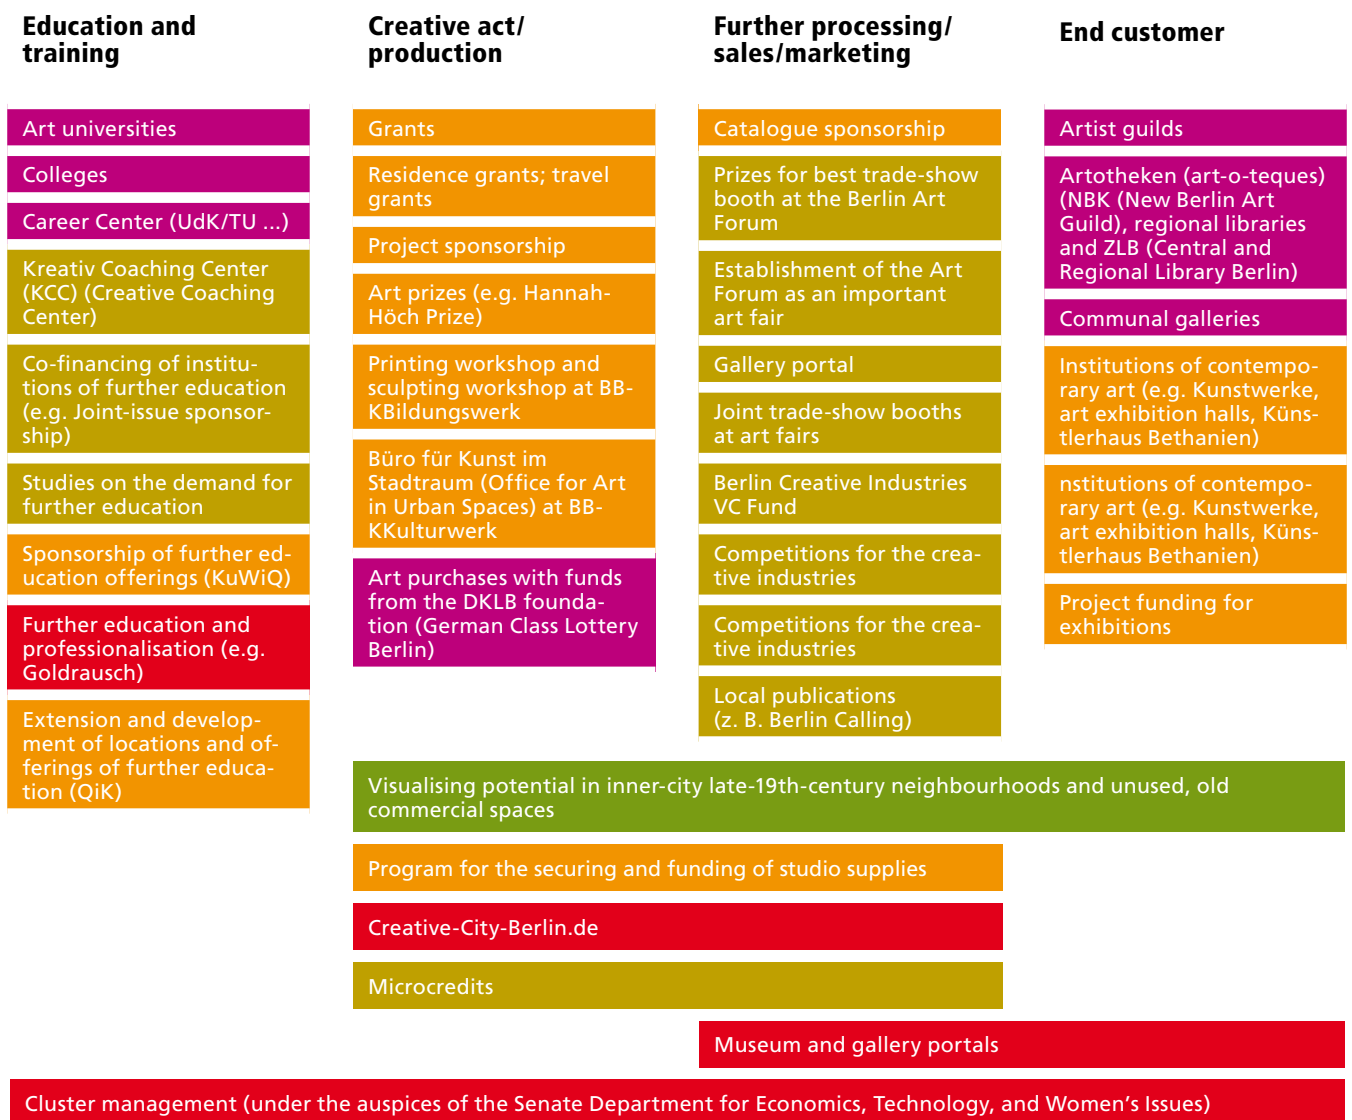 Education and
training
Art universities
Colleges
Career Center (UdK/TU ...)
Kreativ Coaching Center
(KCC) (Creative Coaching
Center)
Co-financing of institu-
tions of further education
(e.g. Joint-issue sponsor-
ship)
Studies on the demand for
further education
Sponsorship of further ed-
ucation offerings (KuWiQ)
Further education and
professionalisation (e.g.
Goldrausch)
Extension and develop-
ment of locations and of-
ferings of further educa-
tion (QiK)
Creative act/
production
Grants
Residence grants; travel
grants
Project sponsorship
Art prizes (e.g. Hannah-
Höch Prize)
Printing workshop and
sculpting workshop at BB-
KBildungswerk
Büro für Kunst im
Stadtraum (Office for Art
in Urban Spaces) at BB-
KKulturwerk
Art purchases with funds
from the DKLB founda-
tion (German Class Lottery
Berlin)
Further processing/
sales/marketing
Catalogue sponsorship
Prizes for best trade-show
booth at the Berlin Art
Forum
Establishment of the Art
Forum as an important
art fair
Gallery portal
Joint trade-show booths
at art fairs
Berlin Creative Industries
VC Fund
Competitions for the crea-
tive industries
Competitions for the crea-
tive industries
Local publications
(z. B. Berlin Calling)
End customer
Artist guilds
Artotheken (art-o-teques)
(NBK (New Berlin Art
Guild), regional libraries
and ZLB (Central and
Regional Library Berlin)
Communal galleries
Institutions of contempo-
rary art (e.g. Kunstwerke,
art exhibition halls, Küns-
tlerhaus Bethanien)
nstitutions of contempo-
rary art (e.g. Kunstwerke,
art exhibition halls, Küns-
tlerhaus Bethanien)
Project funding for
exhibitions
Visualising potential in inner-city late-19th-century neighbourhoods and unused, old
commercial spaces
Program for the securing and funding of studio supplies
Creative-City-Berlin.de
Microcredits
Museum and gallery portals
Cluster management (under the auspices of the Senate Department for Economics, Technology, and Women’s Issues)